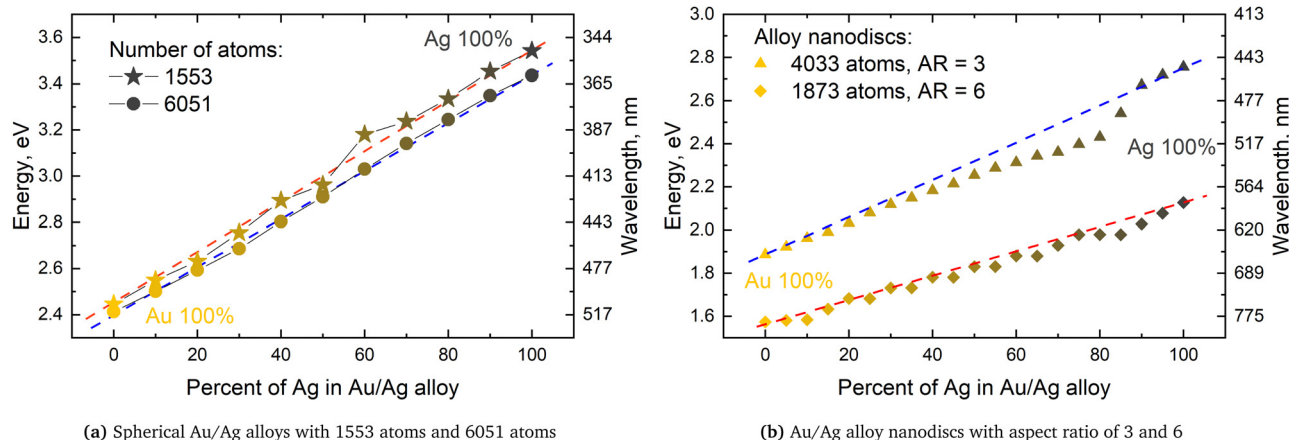 3.6
3.4
3.2
3.0
2.8
2.6
2.4
Energy, eV
Number of atoms:
1553
6051
Ag 100%
Au 100%
344
365
387
413
443
477
517
Wavelength, nm
0 20 40 60 80 100
Percent of Ag in Au/Ag alloy
(a) Spherical Au/Ag alloys with 1553 atoms and 6051 atoms
3.0
2.8
2.6
2.4
2.2
2.0
1.8
1.6
Energy, eV
Alloy nanodiscs:
4033 atoms, AR = 3
1873 atoms, AR = 6
Ag 100%
Au 100%
413
443
477
517
564
620
689
775
Wavelength, nm
0 20 40 60 80 100
Percent of Ag in Au/Ag alloy
(b) Au/Ag alloy nanodiscs with aspect ratio of 3 and 6